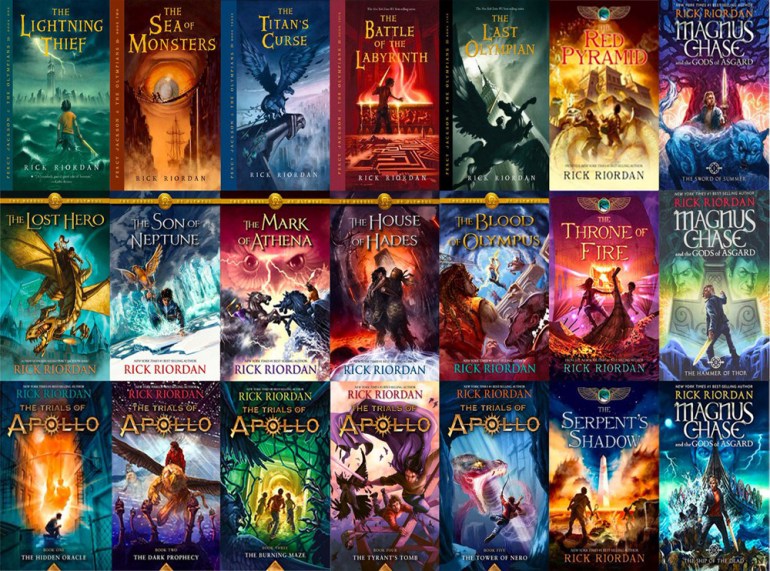 THE
LIGHTNING
THIEF
RICK RIORDAN
THE
SEA OF
MONSTERS
RICK RIORDAN
THE
TITAN'S
CURSE
RICK RIORDAN
THE
BATTLE
OF THE
LABYRINTH
RICK RIORDAN
THE
LAST
OLYMPIAN
RICK RIORDAN
THE
RED
PYRAMID
RICK RIORDAN
RICK RIORDAN
MAGNUS
CHASE
and the GODS of ASGARD
THE SWORD OF SUMMER
THE LOST HERO
RICK RIORDAN
THE SON OF
NEPTUNE
RICK RIORDAN
THE
MARK OF
ATHENA
RICK RIORDAN
THE HOUSE
OF HADES
RICK RIORDAN
THE BLOOD
OF OLYMPUS
RICK RIORDAN
THE
THRONE OF
FIRE
RICK RIORDAN
RICK RIORDAN
MAGNUS
CHASE
and the GODS of ASGARD
THE HAMMER OF THOR
RICK RIORDAN
THE TRIALS OF
APOLLO
THE HIDDEN ORACLE
RICK RIORDAN
THE TRIALS OF
APOLLO
BOOK TWO
THE DARK PROPHECY
RICK RIORDAN
THE TRIALS OF
APOLLO
BOOK THREE
THE BURNING MAZE
RICK RIORDAN
THE TRIALS OF
APOLLO
BOOK FOUR
THE TYRANT'S TOMB
RICK RIORDAN
THE TRIALS OF
APOLLO
BOOK FIVE
THE TOWER OF NERO
THE
SERPENT'S
SHADOW
RICK RIORDAN
RICK RIORDAN
MAGNUS
CHASE
and the GODS of ASGARD
THE SHIP OF THE DEAD